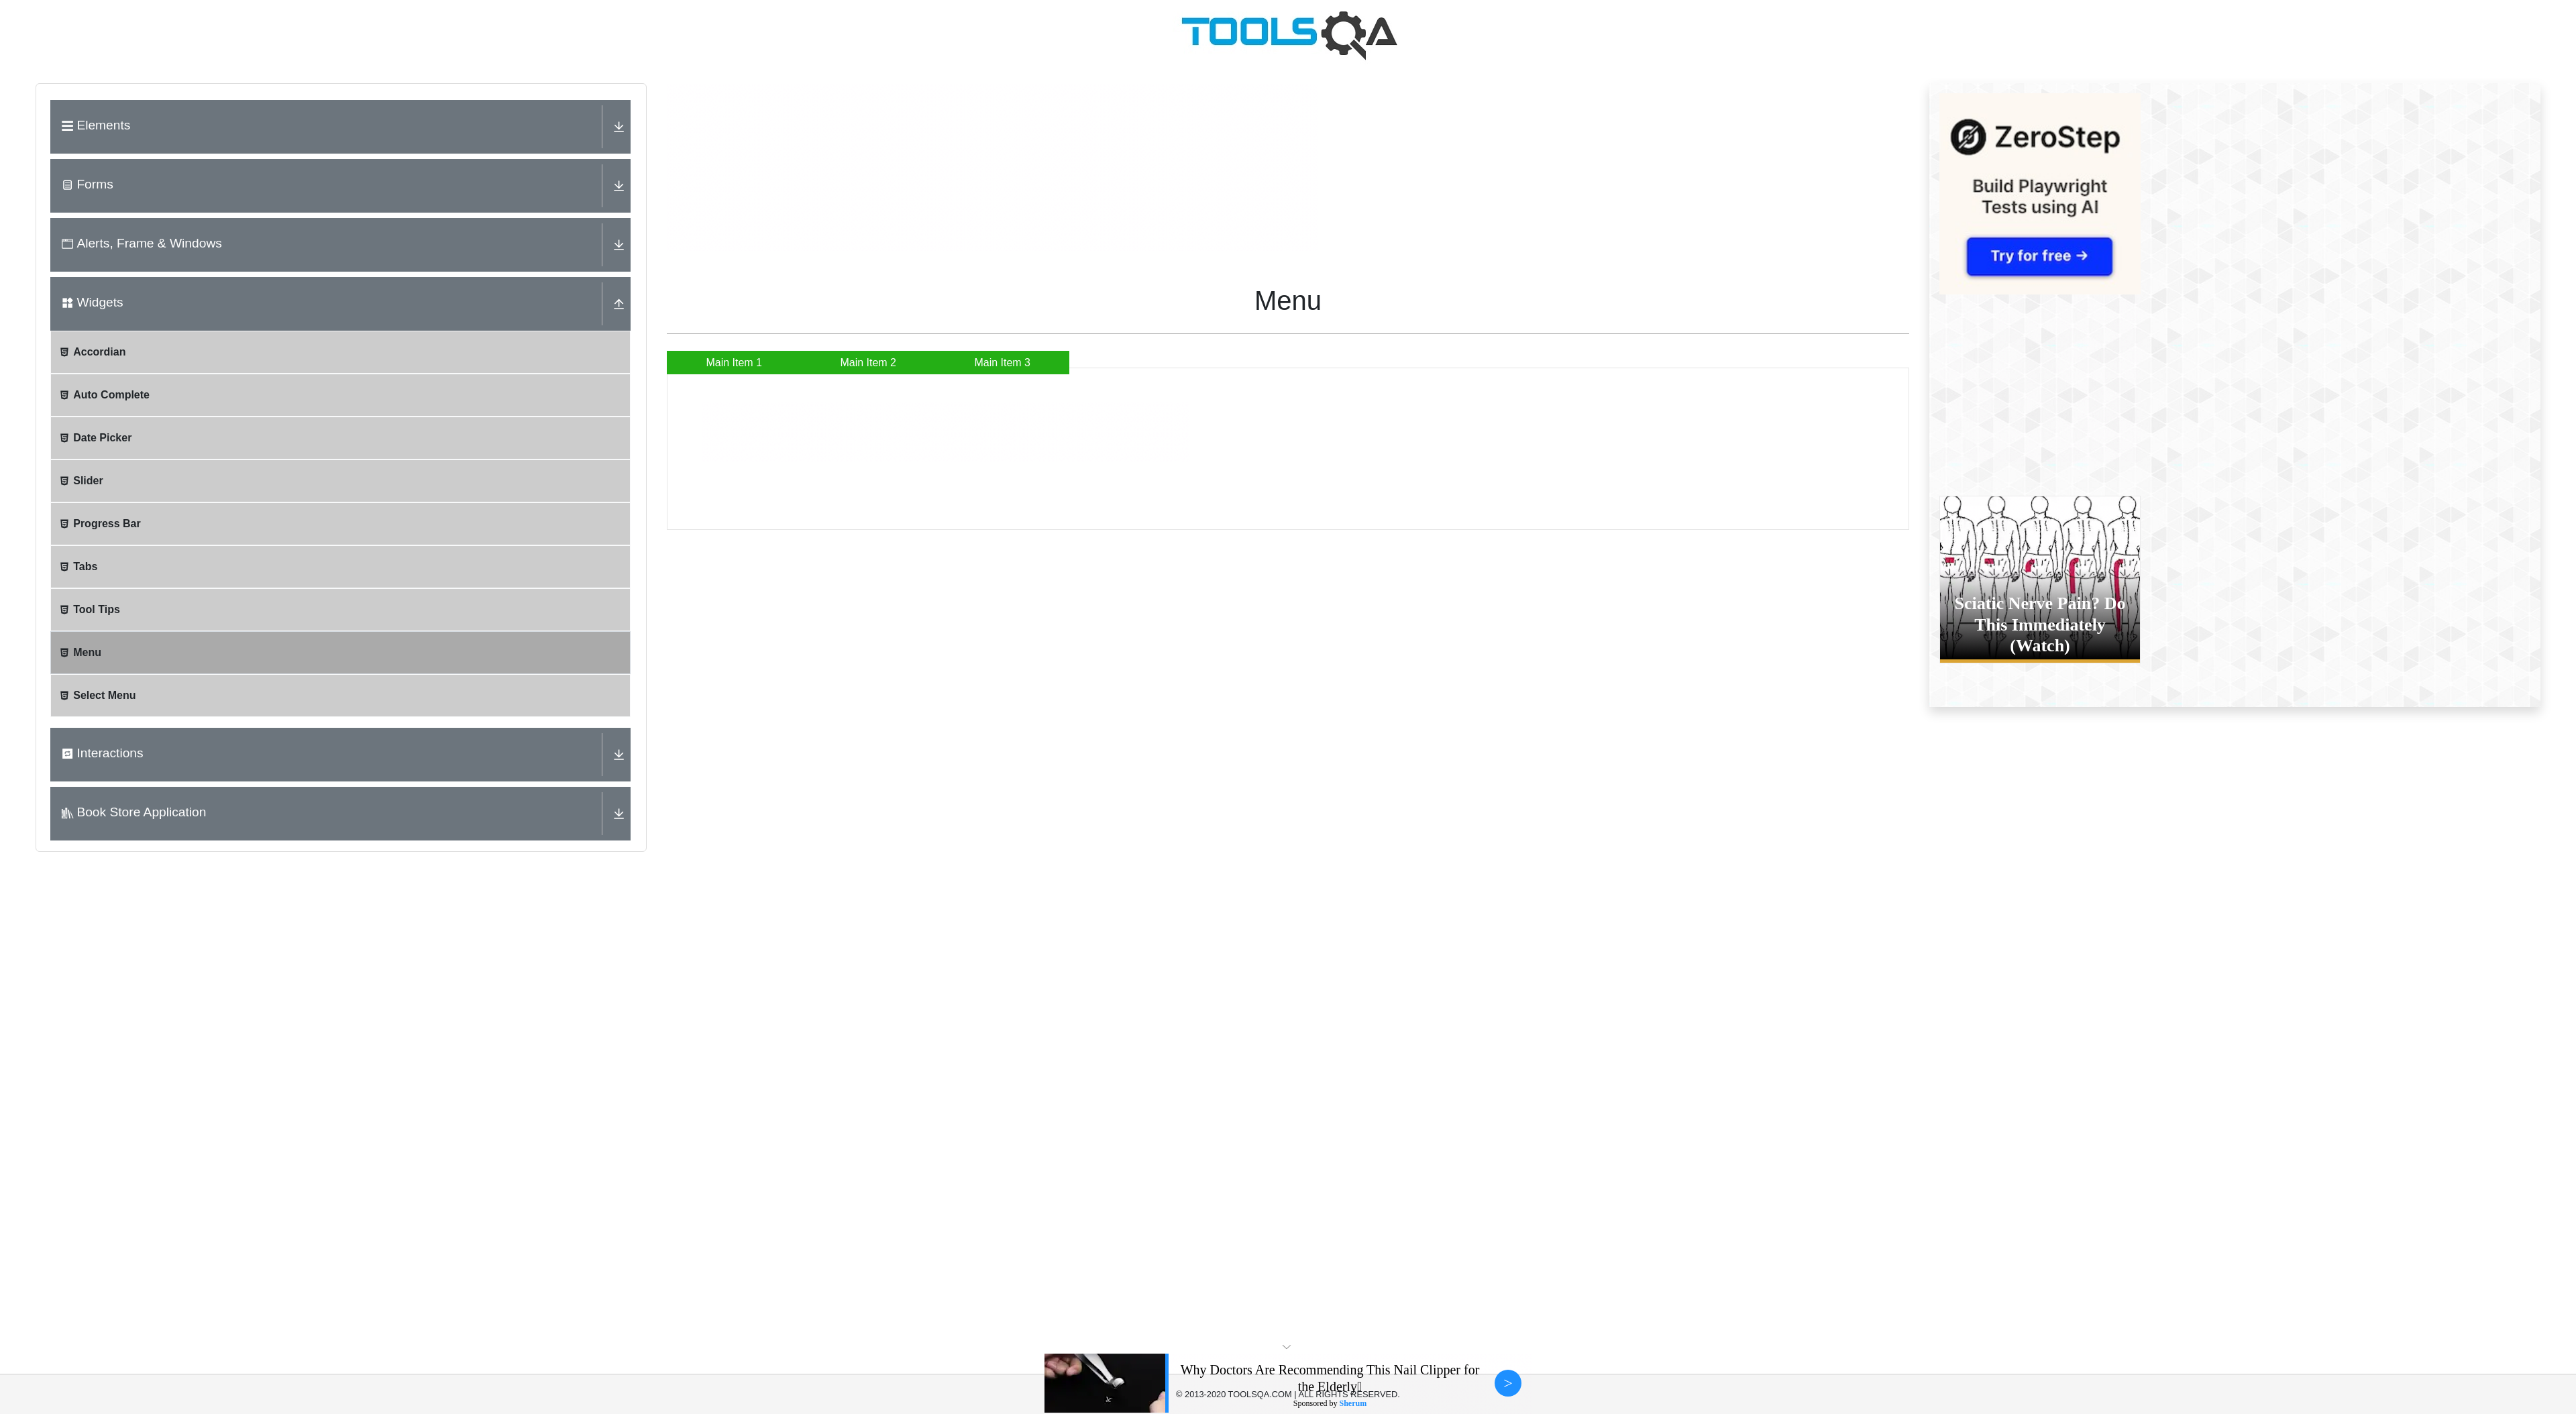 TOOLSQA
Elements
Forms
Alerts, Frame & Windows
Widgets
Accordian
Auto Complete
Date Picker
Slider
Progress Bar
Tabs
Tool Tips
Menu
Select Menu
Interactions
Book Store Application
Menu
Main Item 1 Main Item 2 Main Item 3
ZeroStep
Build Playwright
Tests using AI
Try for free →
Sciatic Nerve Pain? Do
This Immediately
(Watch)
Why Doctors Are Recommending This Nail Clipper for
the Elderly
>
© 2013-2020 TOOLSQA.COM | ALL RIGHTS RESERVED.
Sponsored by Sherum